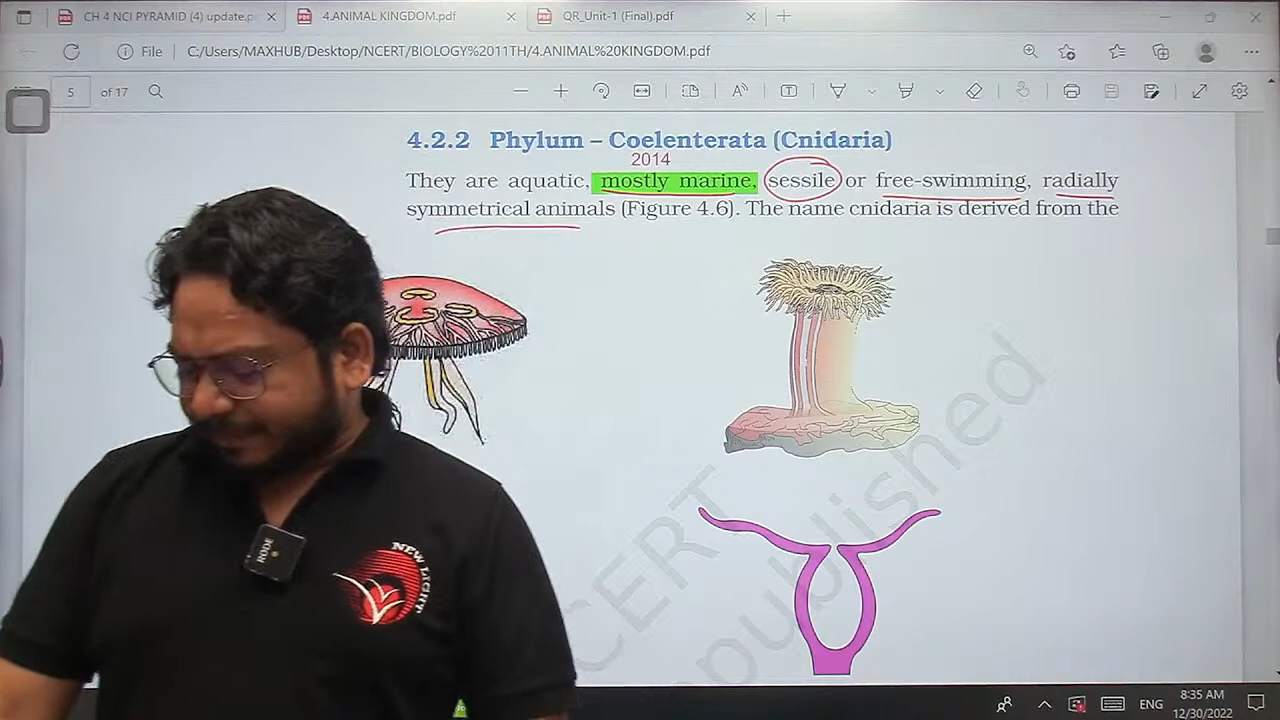 CH 4 NCI PYRAMID (4) update.p
4.ANIMAL KINGDOM.pdf
QR_Unit-1 (Final).pdf
File
C:/Users/MAXHUB/Desktop/NCERT/BIOLOGY%2011TH/4.ANIMAL%20KINGDOM.pdf
5 of 17
4.2.2 Phylum – Coelenterata (Cnidaria)
2014
They are aquatic, mostly marine, sessile or free-swimming, radially
symmetrical animals (Figure 4.6). The name cnidaria is derived from the
NCERT
republished
RODE
NEW LIGHT
ENG
8:35 AM
12/30/2022